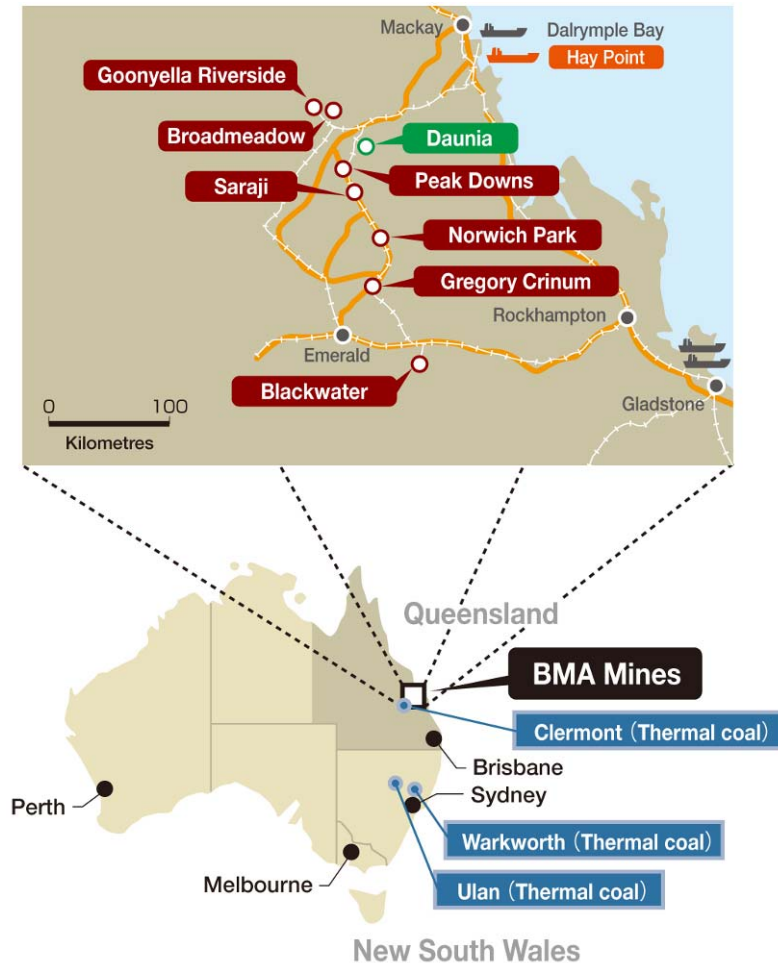 Mackay
Dalrymple Bay
Hay Point
Goonyella Riverside
Broadmeadow
Daunia
Peak Downs
Saraji
Norwich Park
Gregory Crinum
Rockhampton
Emerald
Blackwater
Gladstone
0 100
Kilometres
Queensland
BMA Mines
Clermont (Thermal coal)
Brisbane
Perth
Sydney
Warkworth (Thermal coal)
Melbourne
Ulan (Thermal coal)
New South Wales